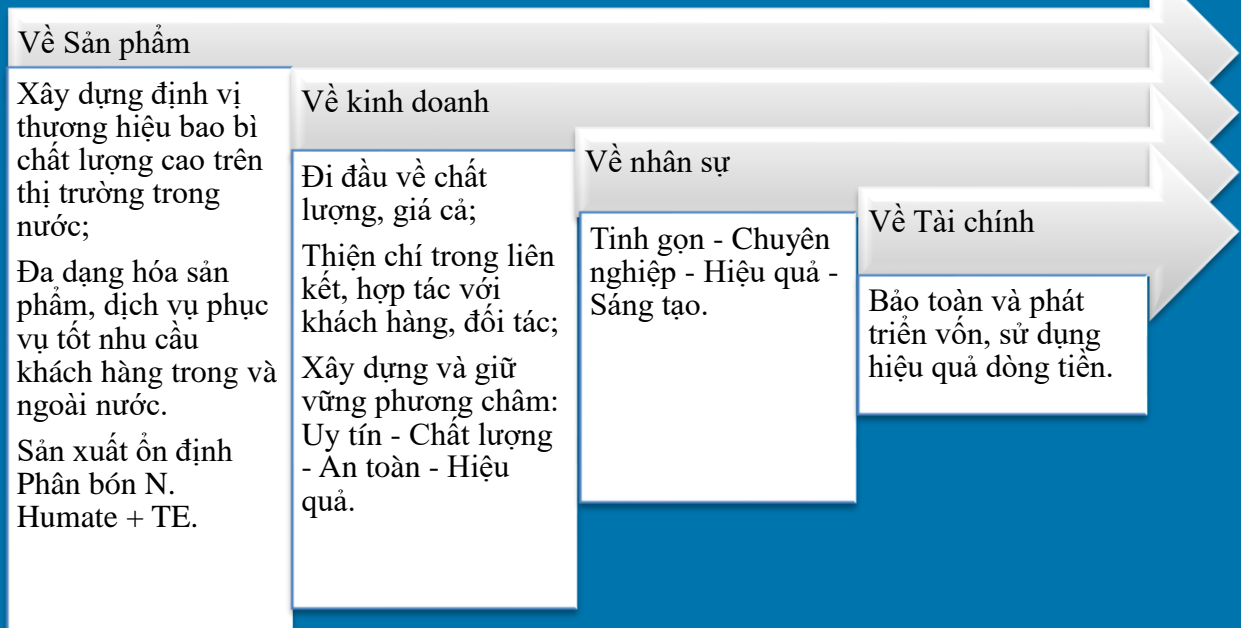 Về Sản phẩm
Xây dựng định vị
thương hiệu bao bì
chất lượng cao trên
thị trường trong
nước;
Đa dạng hóa sản
phẩm, dịch vụ phục
vụ tốt nhu cầu
khách hàng trong và
ngoài nước.
Sản xuất ổn định
Phân bón N.
Humate + TE.
Về kinh doanh
Đi đầu về chất
lượng, giá cả;
Thiện chí trong liên
kết, hợp tác với
khách hàng, đối tác;
Xây dựng và giữ
vững phương châm:
Uy tín - Chất lượng
- An toàn - Hiệu
quả.
Về nhân sự
Tinh gọn - Chuyên
nghiệp - Hiệu quả -
Sáng tạo.
Về Tài chính
Bảo toàn và phát
triển vốn, sử dụng
hiệu quả dòng tiền.